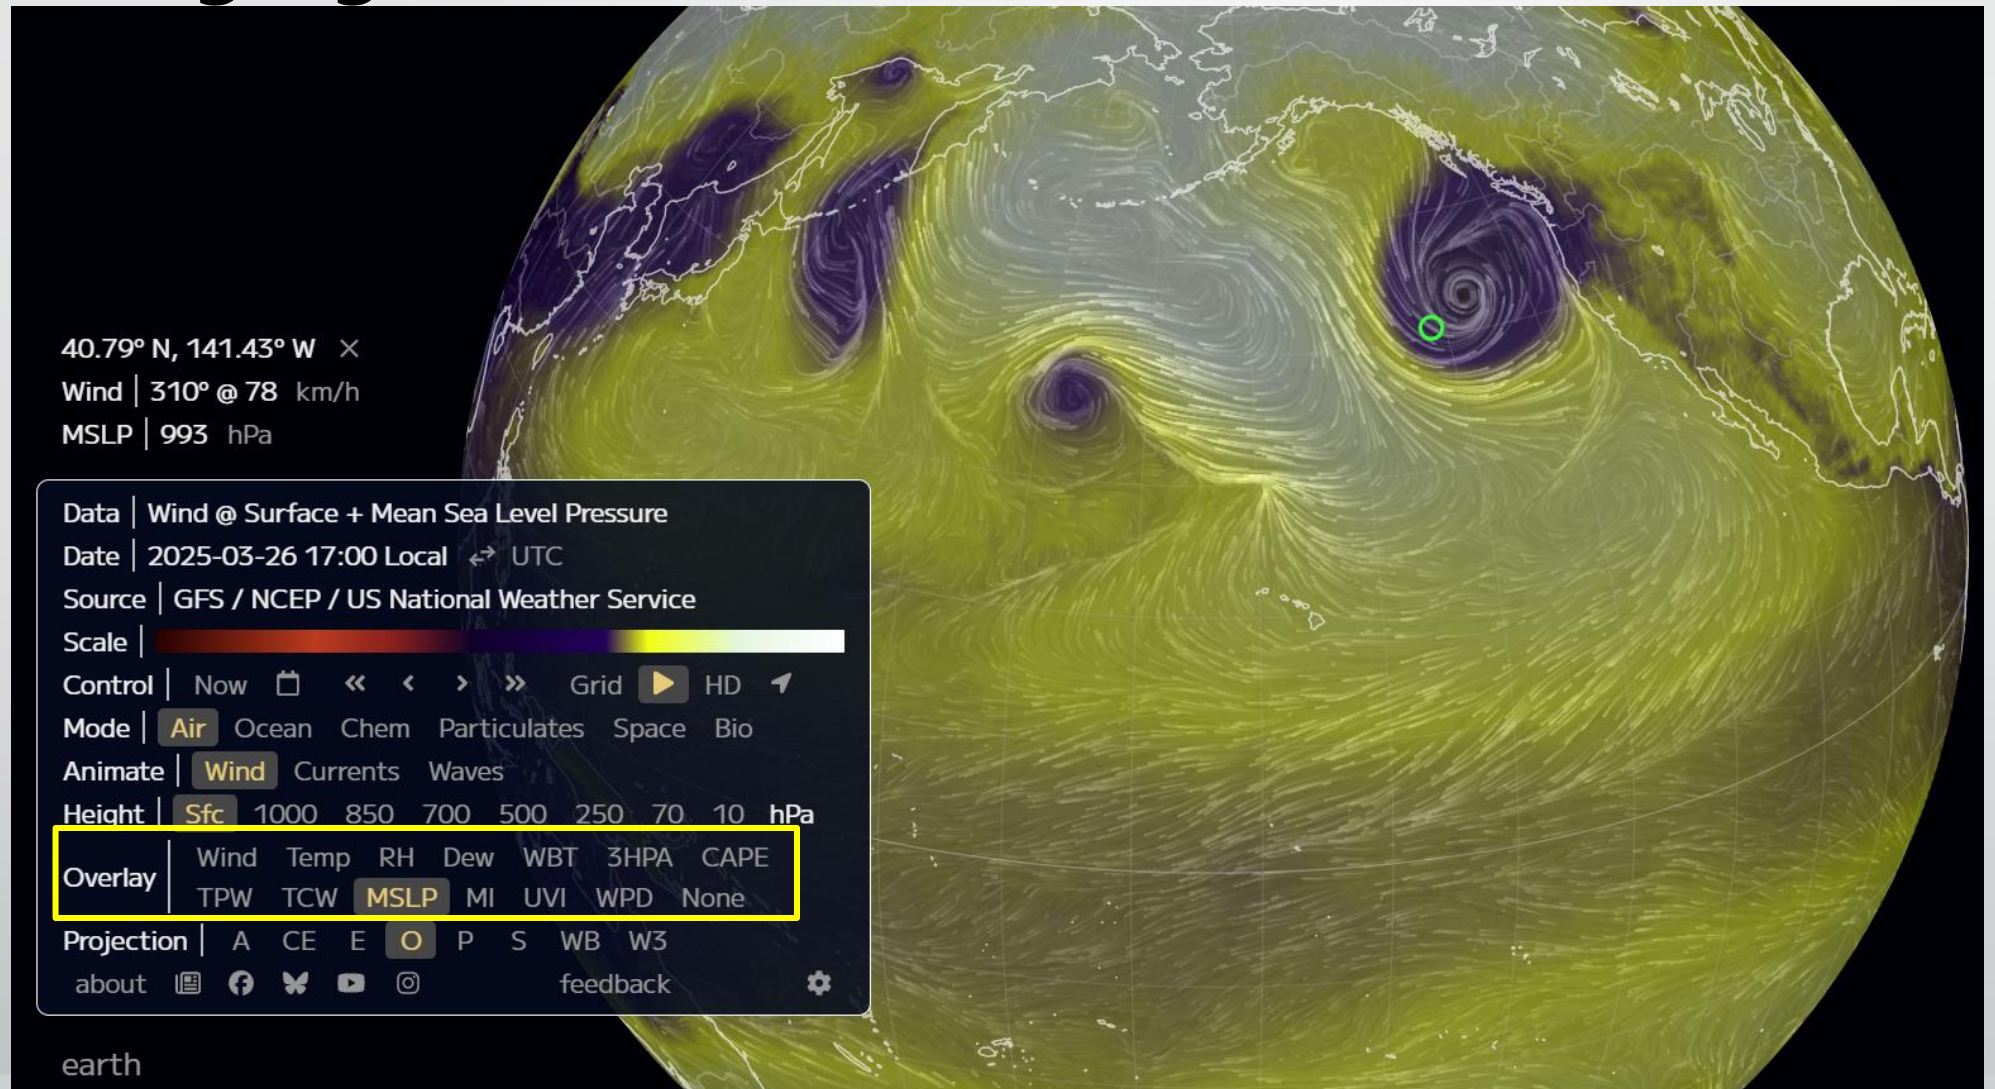 40.79° N, 141.43° W ×
Wind | 310° @ 78 km/h
MSLP | 993 hPa
Data | Wind @ Surface + Mean Sea Level Pressure
Date | 2025-03-26 17:00 Local ⇄ UTC
Source | GFS / NCEP / US National Weather Service
Scale |
Control | Now « ‹ › » Grid HD
Mode | Air Ocean Chem Particulates Space Bio
Animate | Wind Currents Waves
Height | Sfc 1000 850 700 500 250 70 10 hPa
Overlay | Wind Temp RH Dew WBT 3HPA CAPE
TPW TCW MSLP MI UVI WPD None
Projection | A CE E O P S WB W3
about feedback
earth